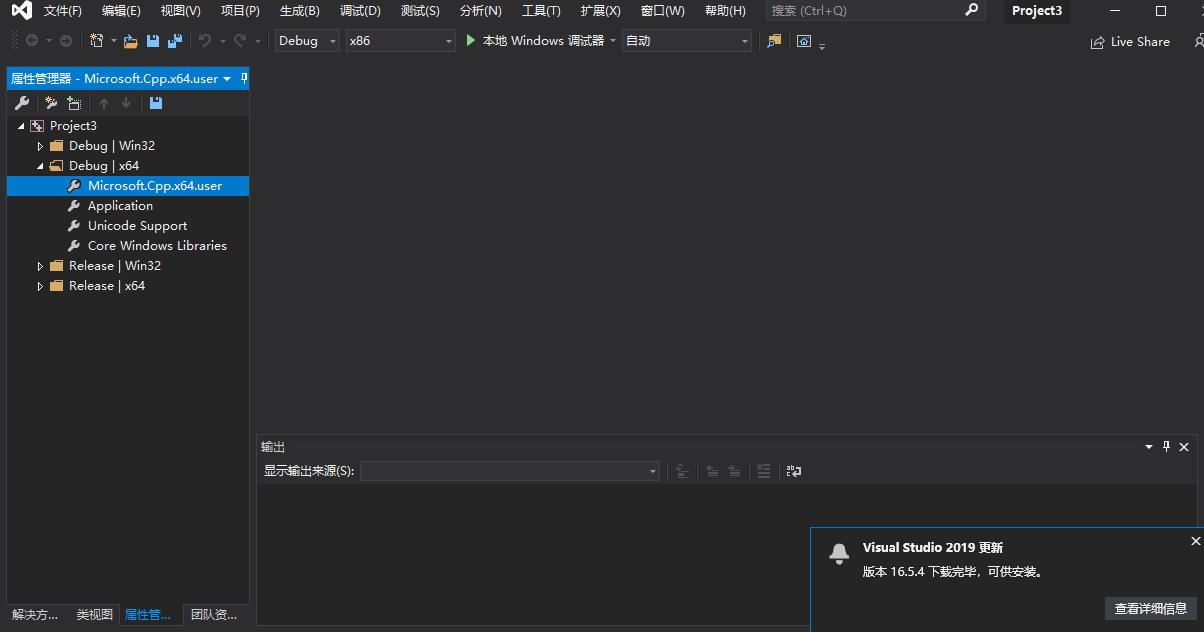 文件(F) 编辑(E) 视图(V) 项目(P) 生成(B) 调试(D) 测试(S) 分析(N) 工具(T) 扩展(X) 窗口(W) 帮助(H) 搜索 (Ctrl+Q) Project3
Debug x86 本地 Windows 调试器 自动 Live Share
属性管理器 - Microsoft.Cpp.x64.user
Project3
Debug | Win32
Debug | x64
Microsoft.Cpp.x64.user
Application
Unicode Support
Core Windows Libraries
Release | Win32
Release | x64
输出
显示输出来源(S):
Visual Studio 2019 更新
版本 16.5.4 下载完毕，可供安装。
查看详细信息
解决方... 类视图 属性管... 团队资...